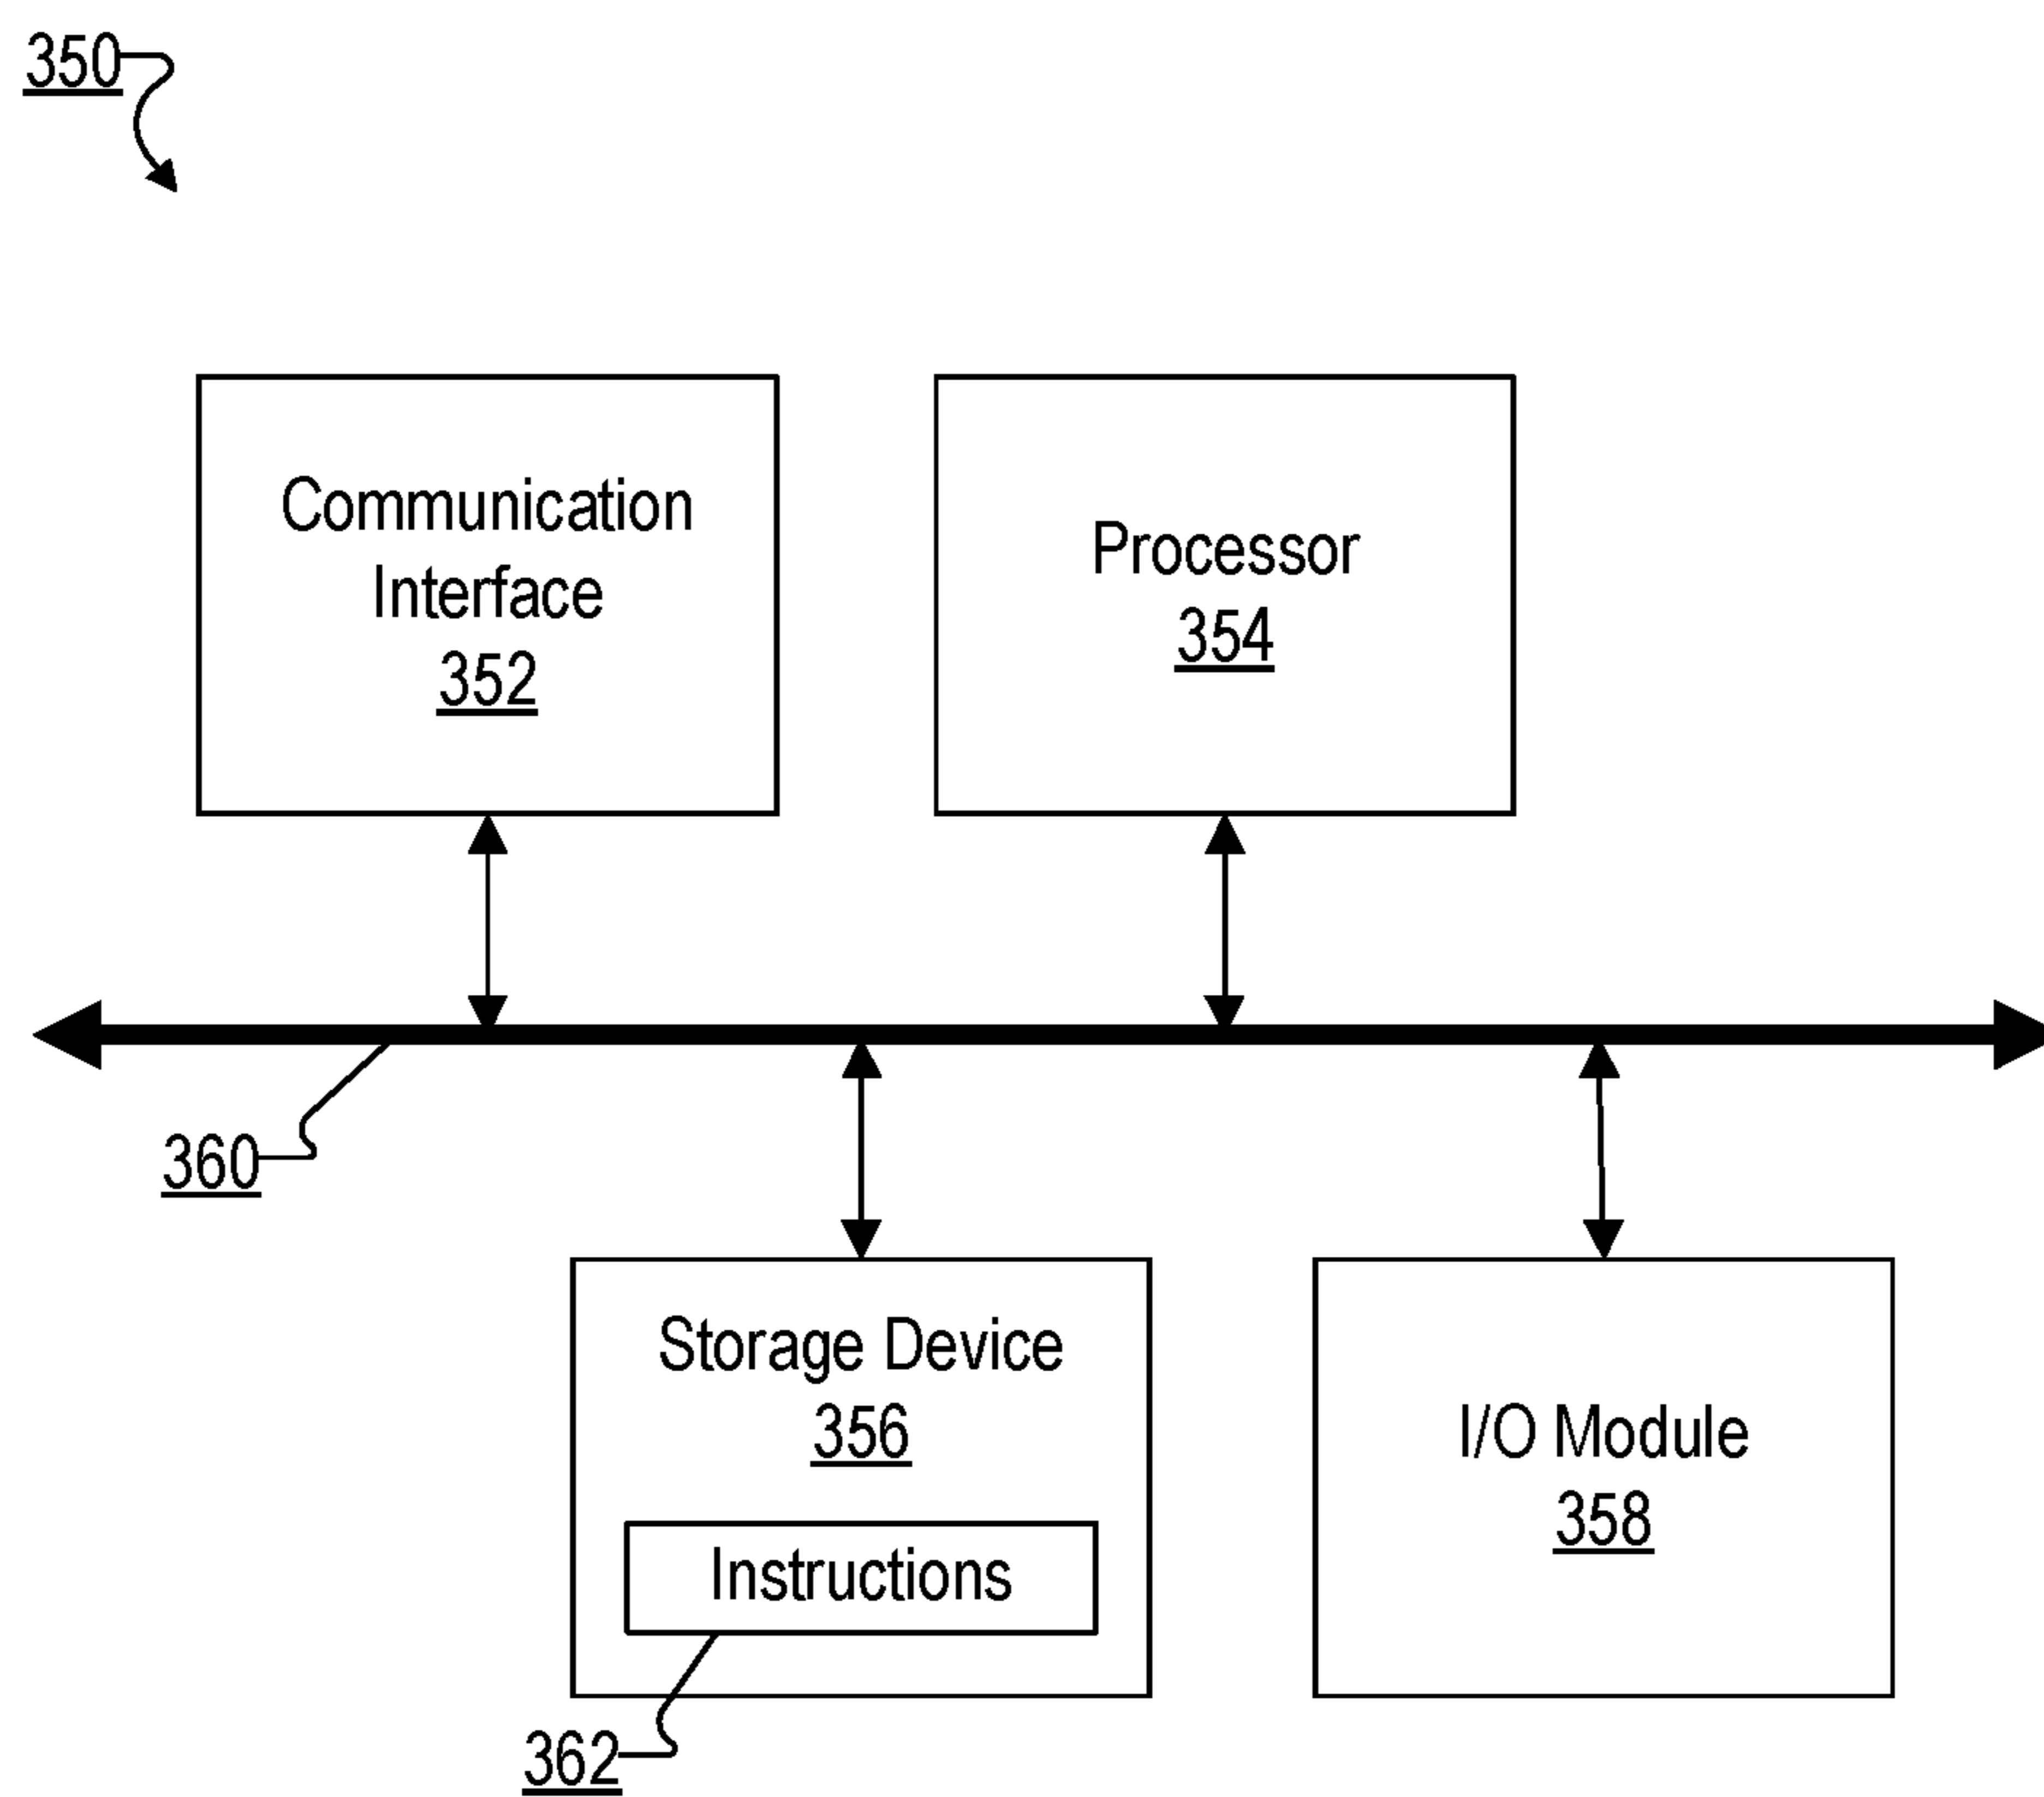 350
Communication
Interface
352
Processor
354
360
Storage Device
356
Instructions
362
I/O Module
358